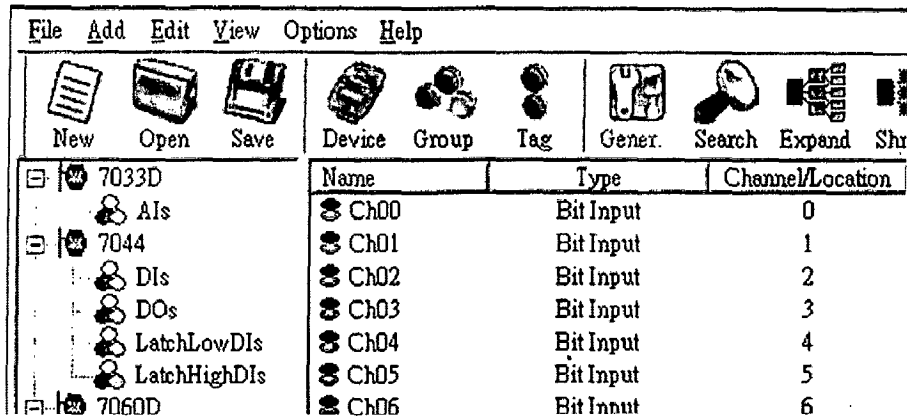 File Add Edit View Options Help
New Open Save Device Group Tag Gener. Search Expand Shr
7033D
AIs
7044
DIs
DOs
LatchLowDIs
LatchHighDIs
7060D
Name Type Channel/Location
Ch00 Bit Input 0
Ch01 Bit Input 1
Ch02 Bit Input 2
Ch03 Bit Input 3
Ch04 Bit Input 4
Ch05 Bit Input 5
Ch06 Bit Input 6